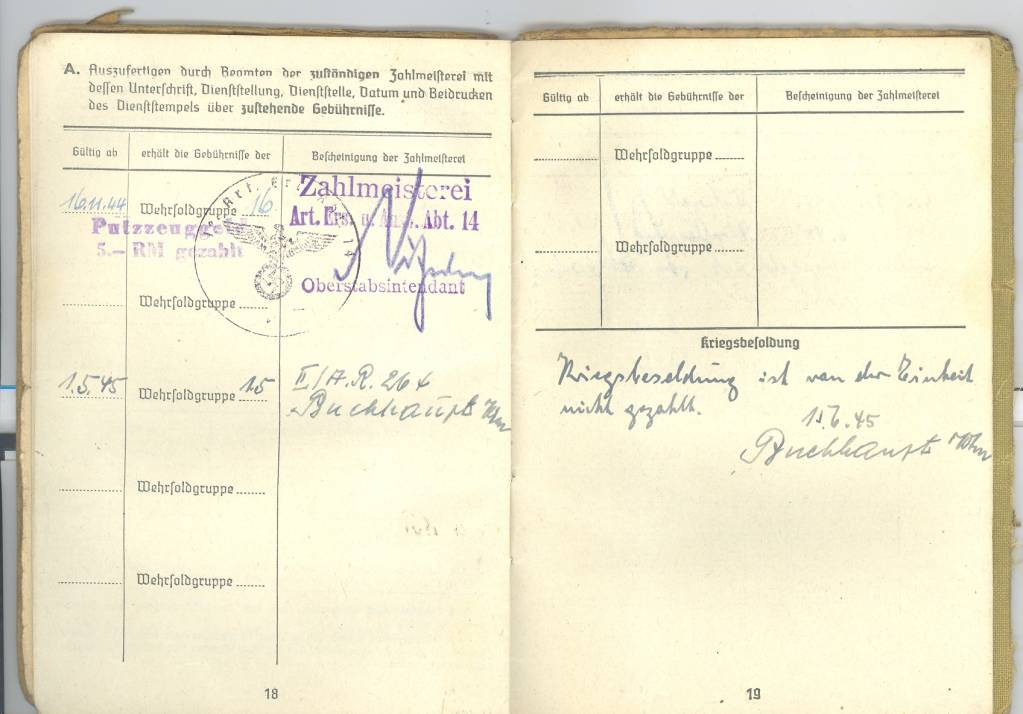 A. Auszufertigen durch Beamten der zuständigen Zahlmeisterei mit
dessen Unterschrift, Dienststellung, Dienststelle, Datum und Beidrucken
des Dienststempels über zustehende Gebührnisse.
Gültig ab erhält die Gebührnisse der Bescheinigung der Zahlmeisterei
Zahlmeisterei
16.11.44 Wehrsoldgruppe 16 Art. Ers. u. Abt. 14
Putzzeuggeld
5.– RM gezahlt
Oberstabsintendant
Wehrsoldgruppe ........
1.5.45 Wehrsoldgruppe 15 II/A.R. 264
Buchhaupt
Wehrsoldgruppe ........
Wehrsoldgruppe ........
18
Gültig ab erhält die Gebührnisse der Bescheinigung der Zahlmeisterei
Wehrsoldgruppe ........
Wehrsoldgruppe ........
Kriegsbesoldung
Kriegsbesoldung ist von der Einheit
nicht gezahlt.
Buchhaupt
19